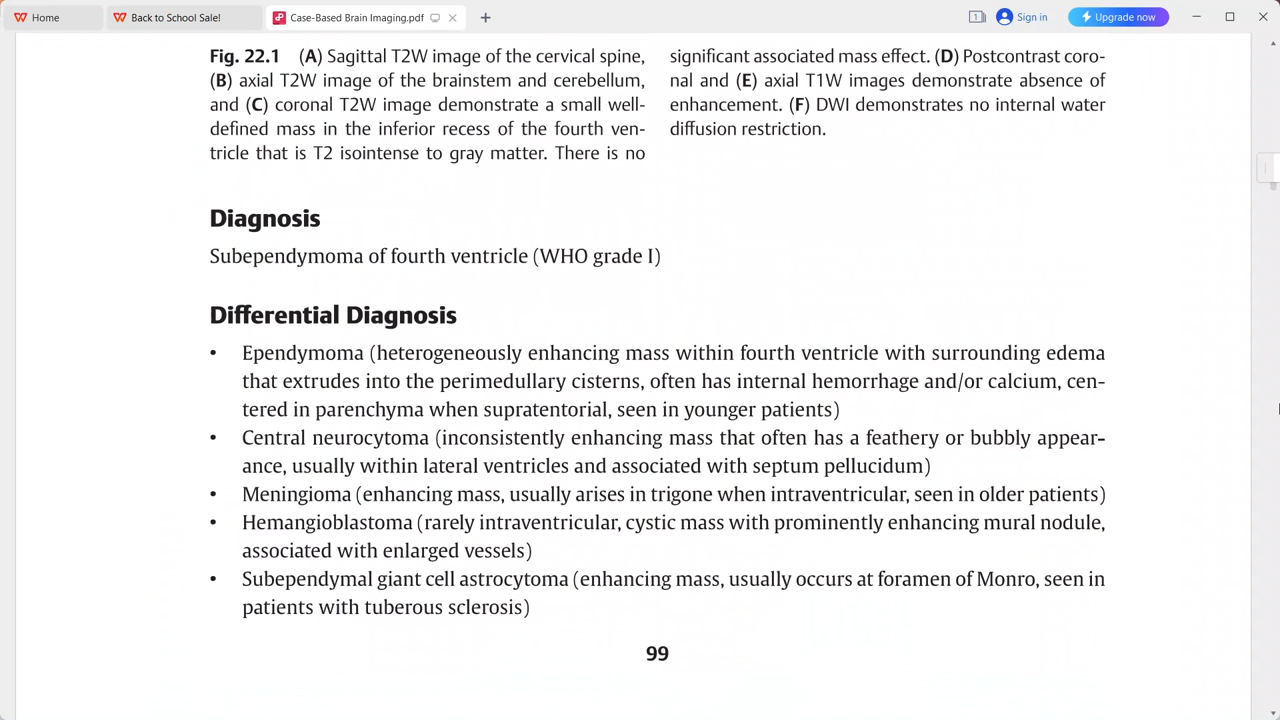 Home
Back to School Sale!
Case-Based Brain Imaging.pdf
1
Sign in
Upgrade now
Fig. 22.1 (A) Sagittal T2W image of the cervical spine,
(B) axial T2W image of the brainstem and cerebellum,
and (C) coronal T2W image demonstrate a small well-
defined mass in the inferior recess of the fourth ven-
tricle that is T2 isointense to gray matter. There is no
significant associated mass effect. (D) Postcontrast coro-
nal and (E) axial T1W images demonstrate absence of
enhancement. (F) DWI demonstrates no internal water
diffusion restriction.
Diagnosis
Subependymoma of fourth ventricle (WHO grade I)
Differential Diagnosis
• Ependymoma (heterogeneously enhancing mass within fourth ventricle with surrounding edema
that extrudes into the perimedullary cisterns, often has internal hemorrhage and/or calcium, cen-
tered in parenchyma when supratentorial, seen in younger patients)
• Central neurocytoma (inconsistently enhancing mass that often has a feathery or bubbly appear-
ance, usually within lateral ventricles and associated with septum pellucidum)
• Meningioma (enhancing mass, usually arises in trigone when intraventricular, seen in older patients)
• Hemangioblastoma (rarely intraventricular, cystic mass with prominently enhancing mural nodule,
associated with enlarged vessels)
• Subependymal giant cell astrocytoma (enhancing mass, usually occurs at foramen of Monro, seen in
patients with tuberous sclerosis)
99